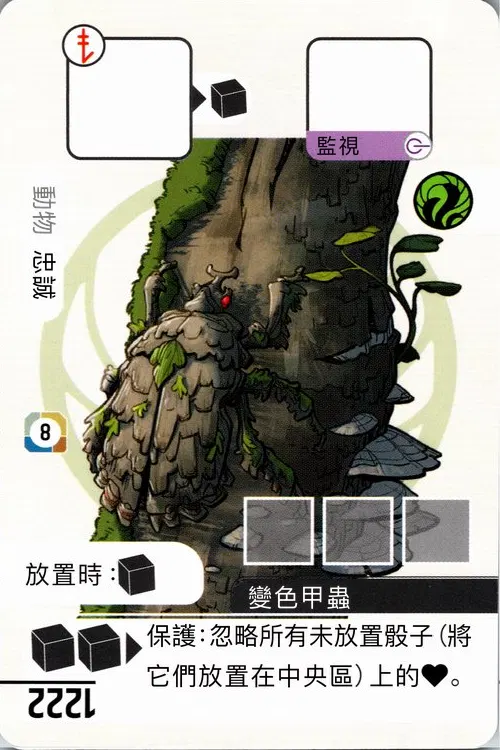 監視
動物 忠誠
8
放置時：
變色甲蟲
保護：忽略所有未放置骰子（將
它們放置在中央區）上的♥。
1222